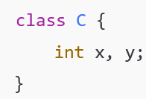 class C {
    int x, y;
}